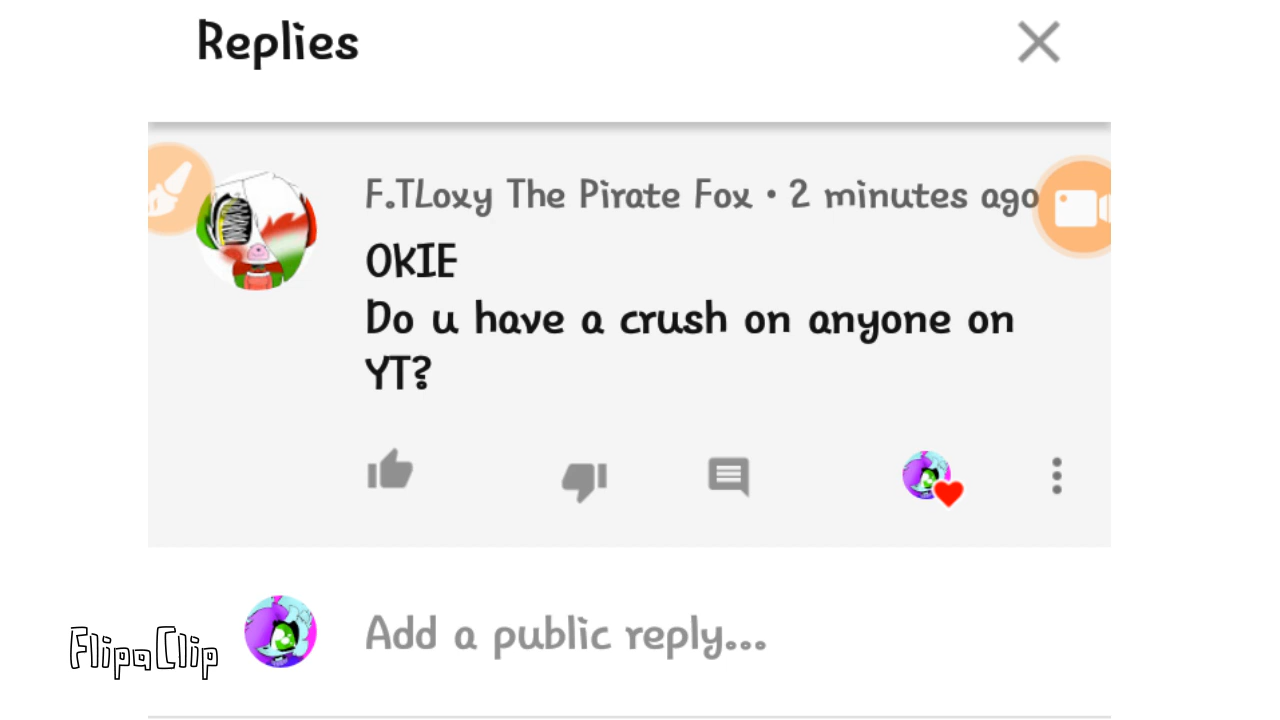 Replies
F.TLoxy The Pirate Fox • 2 minutes ago
OKIE
Do u have a crush on anyone on
YT?
Add a public reply...
FlipaClip